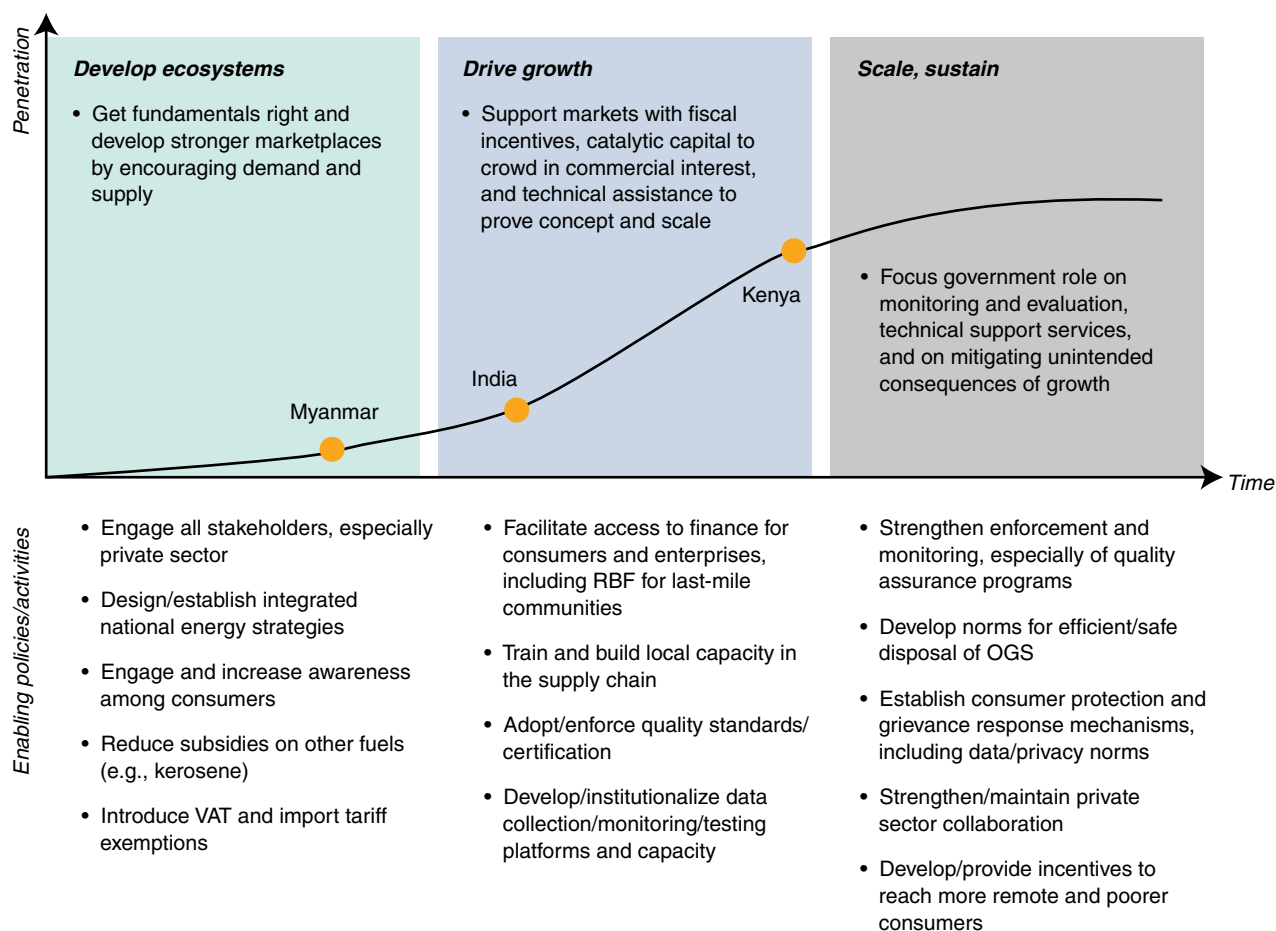 Penetration
Develop ecosystems
• Get fundamentals right and
develop stronger marketplaces
by encouraging demand and
supply
Drive growth
• Support markets with fiscal
incentives, catalytic capital to
crowd in commercial interest,
and technical assistance to
prove concept and scale
Scale, sustain
• Focus government role on
monitoring and evaluation,
technical support services,
and on mitigating unintended
consequences of growth
Myanmar
India
Kenya
Time
Enabling policies/activities
• Engage all stakeholders, especially
private sector
• Design/establish integrated
national energy strategies
• Engage and increase awareness
among consumers
• Reduce subsidies on other fuels
(e.g., kerosene)
• Introduce VAT and import tariff
exemptions
• Facilitate access to finance for
consumers and enterprises,
including RBF for last-mile
communities
• Train and build local capacity in
the supply chain
• Adopt/enforce quality standards/
certification
• Develop/institutionalize data
collection/monitoring/testing
platforms and capacity
• Strengthen enforcement and
monitoring, especially of quality
assurance programs
• Develop norms for efficient/safe
disposal of OGS
• Establish consumer protection and
grievance response mechanisms,
including data/privacy norms
• Strengthen/maintain private
sector collaboration
• Develop/provide incentives to
reach more remote and poorer
consumers